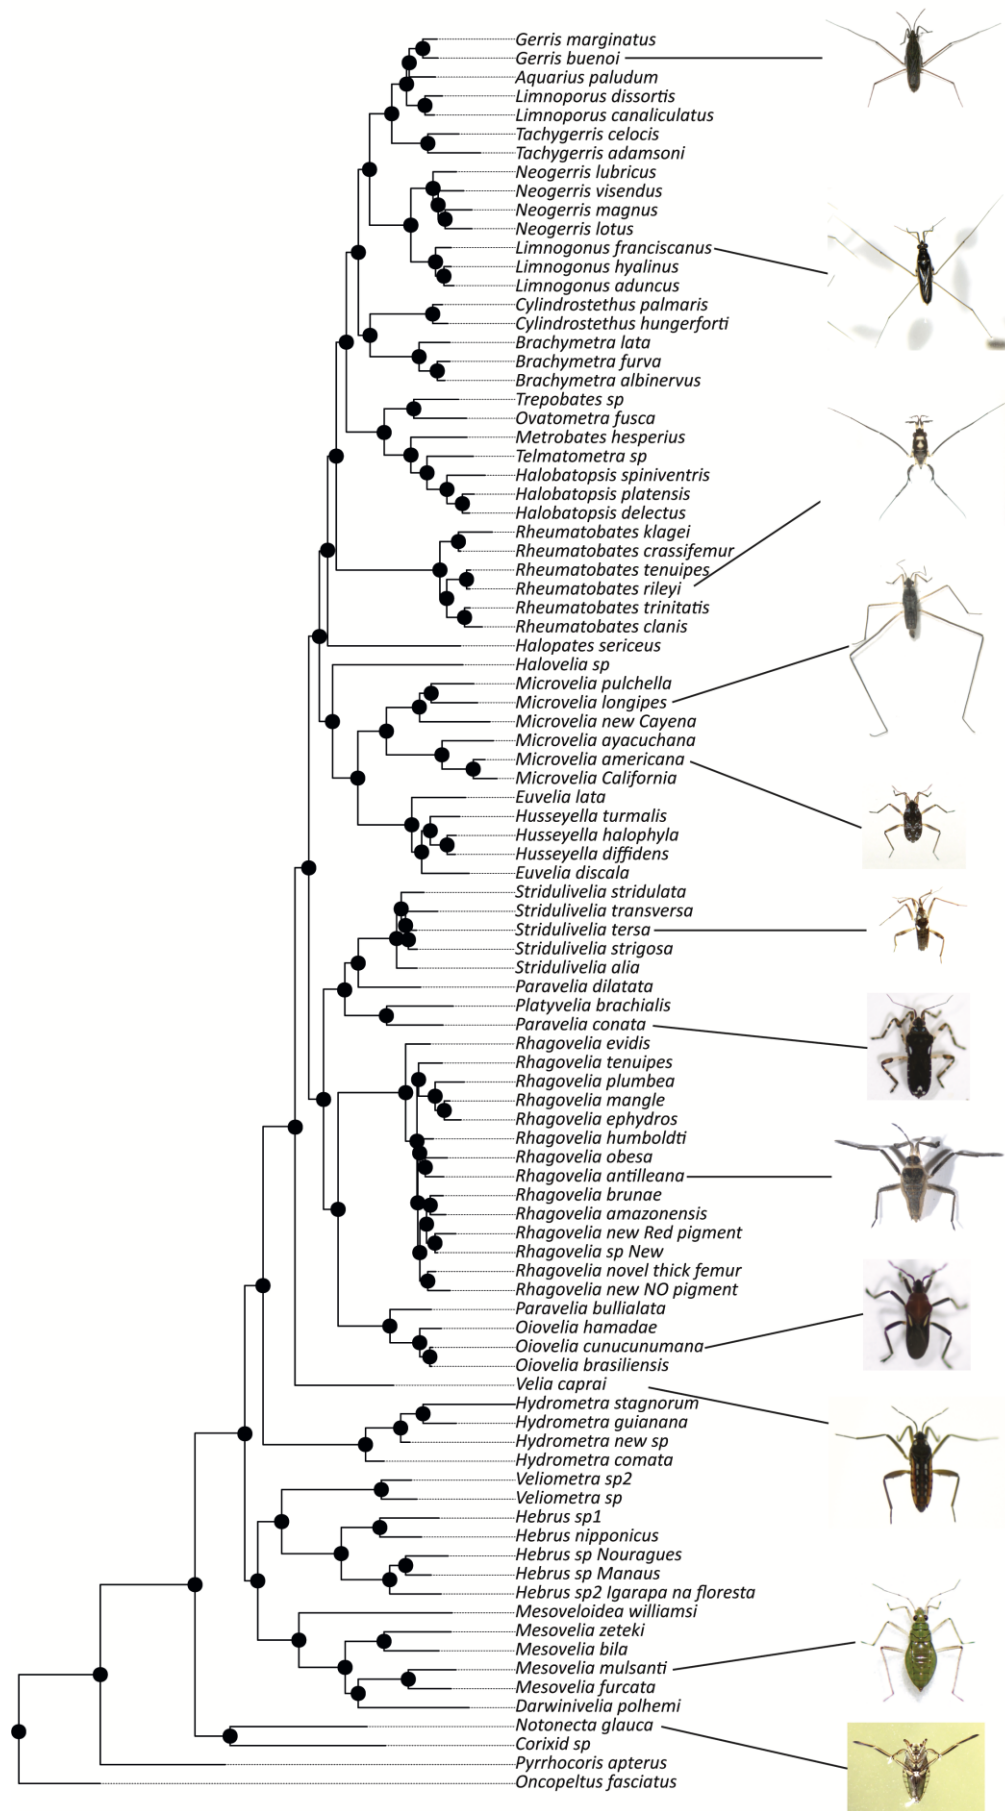 Gerris marginatus
Gerris buenoi
Aquarius paludum
Limnoporus dissortis
Limnoporus canaliculatus
Tachygerris celocis
Tachygerris adamsoni
Neogerris lubricus
Neogerris visendus
Neogerris magnus
Neogerris lotus
Limnogonus franciscanus
Limnogonus hyalinus
Limnogonus aduncus
Cylindrostethus palmaris
Cylindrostethus hungerforti
Brachymetra lata
Brachymetra furva
Brachymetra albinervus
Trepobates sp
Ovatometra fusca
Metrobates hesperius
Telmatometra sp
Halobatopsis spiniventris
Halobatopsis platensis
Halobatopsis delectus
Rheumatobates klagei
Rheumatobates crassifemur
Rheumatobates tenuipes
Rheumatobates rileyi
Rheumatobates trinitatis
Rheumatobates clanis
Halopates sericeus
Halovelia sp
Microvelia pulchella
Microvelia longipes
Microvelia new Cayena
Microvelia ayacuchana
Microvelia americana
Microvelia California
Euvelia lata
Husseyella turmalis
Husseyella halophyla
Husseyella diffidens
Euvelia discala
Stridulivelia stridulata
Stridulivelia transversa
Stridulivelia tersa
Stridulivelia strigosa
Stridulivelia alia
Paravelia dilatata
Platyvelia brachialis
Paravelia conata
Rhagovelia evidis
Rhagovelia tenuipes
Rhagovelia plumbea
Rhagovelia mangle
Rhagovelia ephydros
Rhagovelia humboldti
Rhagovelia obesa
Rhagovelia antilleana
Rhagovelia brunae
Rhagovelia amazonensis
Rhagovelia new Red pigment
Rhagovelia sp New
Rhagovelia novel thick femur
Rhagovelia new NO pigment
Paravelia bullialata
Oiovelia hamadae
Oiovelia cunucunumana
Oiovelia brasiliensis
Velia caprai
Hydrometra stagnorum
Hydrometra guianana
Hydrometra new sp
Hydrometra comata
Veliometra sp2
Veliometra sp
Hebrus sp1
Hebrus nipponicus
Hebrus sp Nouragues
Hebrus sp Manaus
Hebrus sp2 Igarapa na floresta
Mesoveloidea williamsi
Mesovelia zeteki
Mesovelia bila
Mesovelia mulsanti
Mesovelia furcata
Darwinivelia polhemi
Notonecta glauca
Corixid sp
Pyrrhocoris apterus
Oncopeltus fasciatus